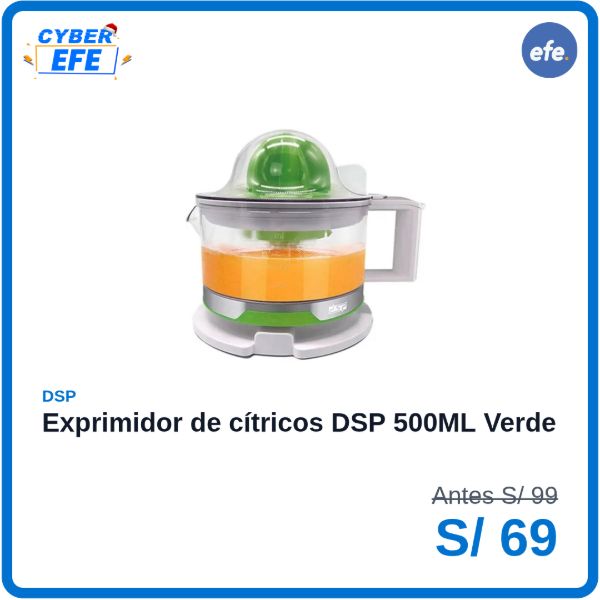 CYBER
EFE
efe.
DSP
Exprimidor de cítricos DSP 500ML Verde
Antes S/ 99
S/ 69